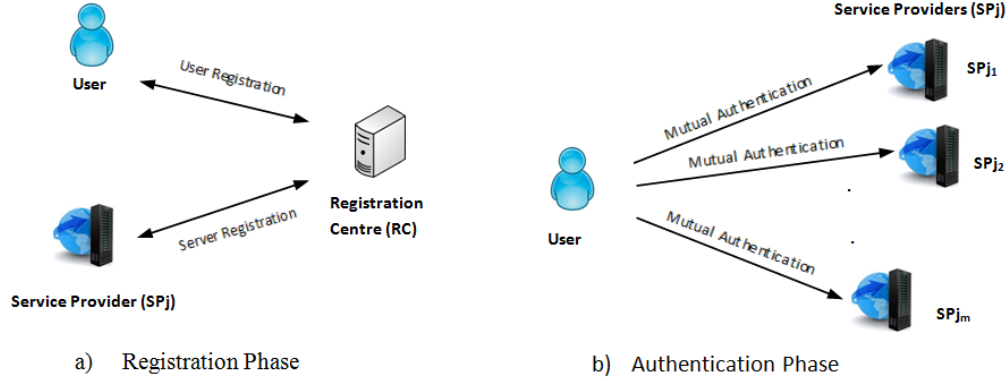 User
User Registration
Registration
Centre (RC)
Server Registration
Service Provider (SPj)
a) Registration Phase
Service Providers (SPj)
SPj1
Mutual Authentication
Mutual Authentication
SPj2
User
Mutual Authentication
SPjm
b) Authentication Phase